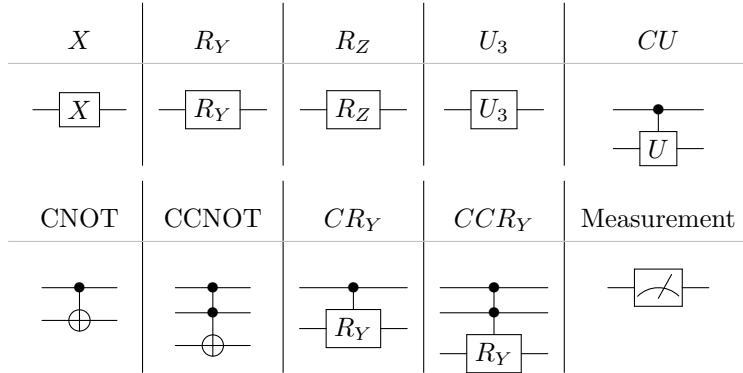 X R_Y R_Z U_3 CU
X R_Y R_Z U_3 U
CNOT CCNOT CR_Y CCR_Y Measurement
R_Y R_Y